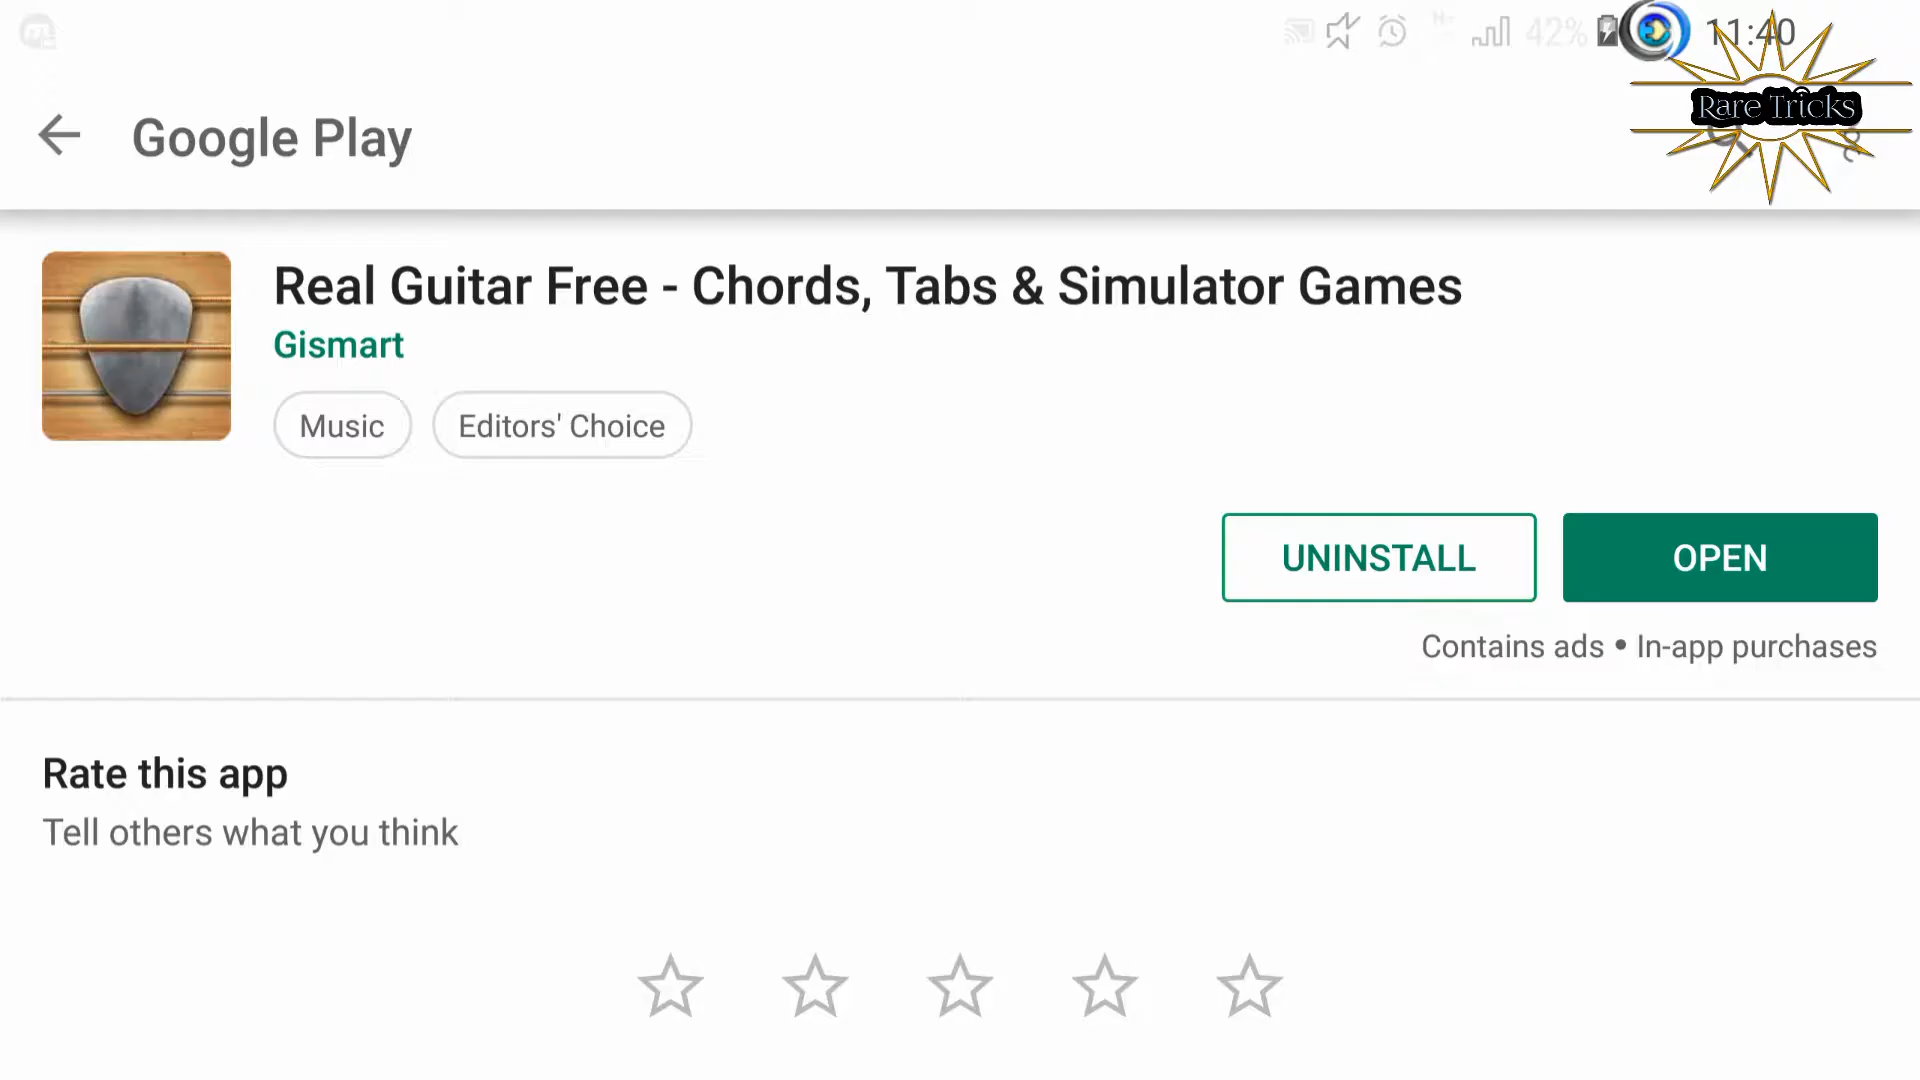 42% 11:40
Rare Tricks
Google Play
Real Guitar Free - Chords, Tabs & Simulator Games
Gismart
Music Editors' Choice
UNINSTALL OPEN
Contains ads • In-app purchases
Rate this app
Tell others what you think